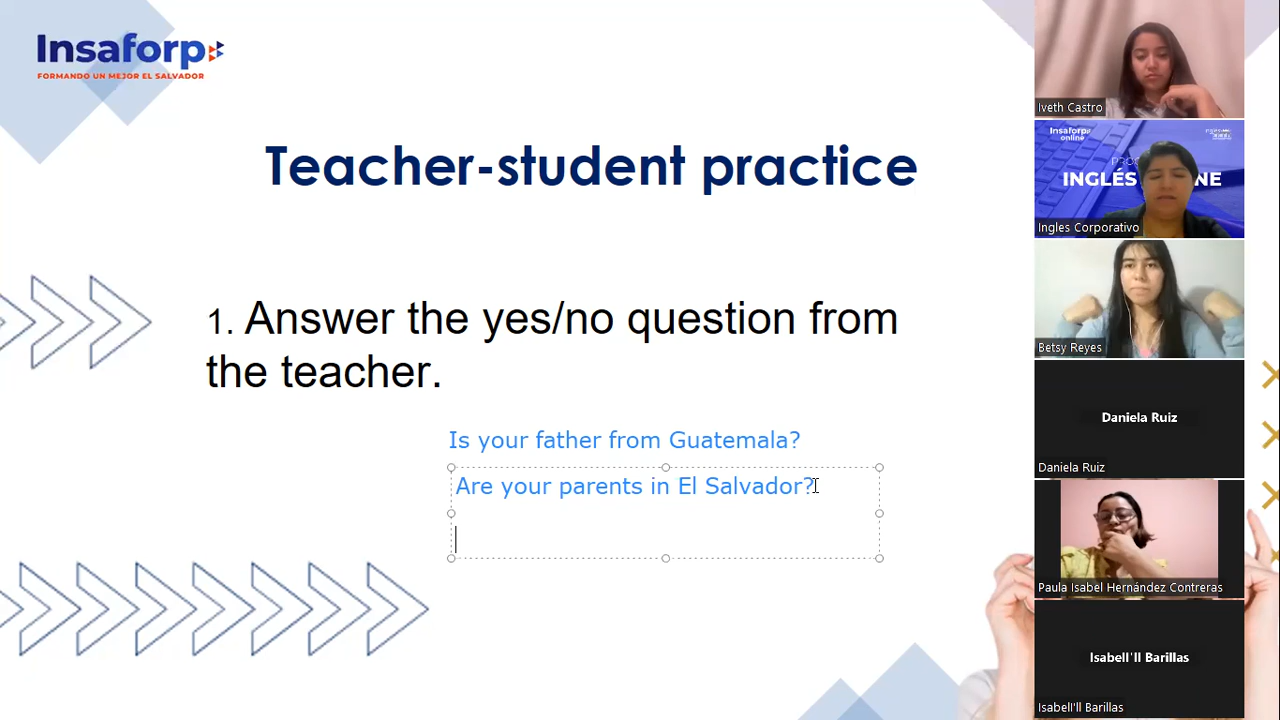 Insaforp
FORMANDO UN MEJOR EL SALVADOR
Teacher-student practice
1. Answer the yes/no question from
the teacher.
Is your father from Guatemala?
Are your parents in El Salvador?
Iveth Castro
Insaforp
online
INGLÉS
NE
Ingles Corporativo
Betsy Reyes
Daniela Ruiz
Daniela Ruiz
Paula Isabel Hernández Contreras
Isabell'll Barillas
Isabell'll Barillas